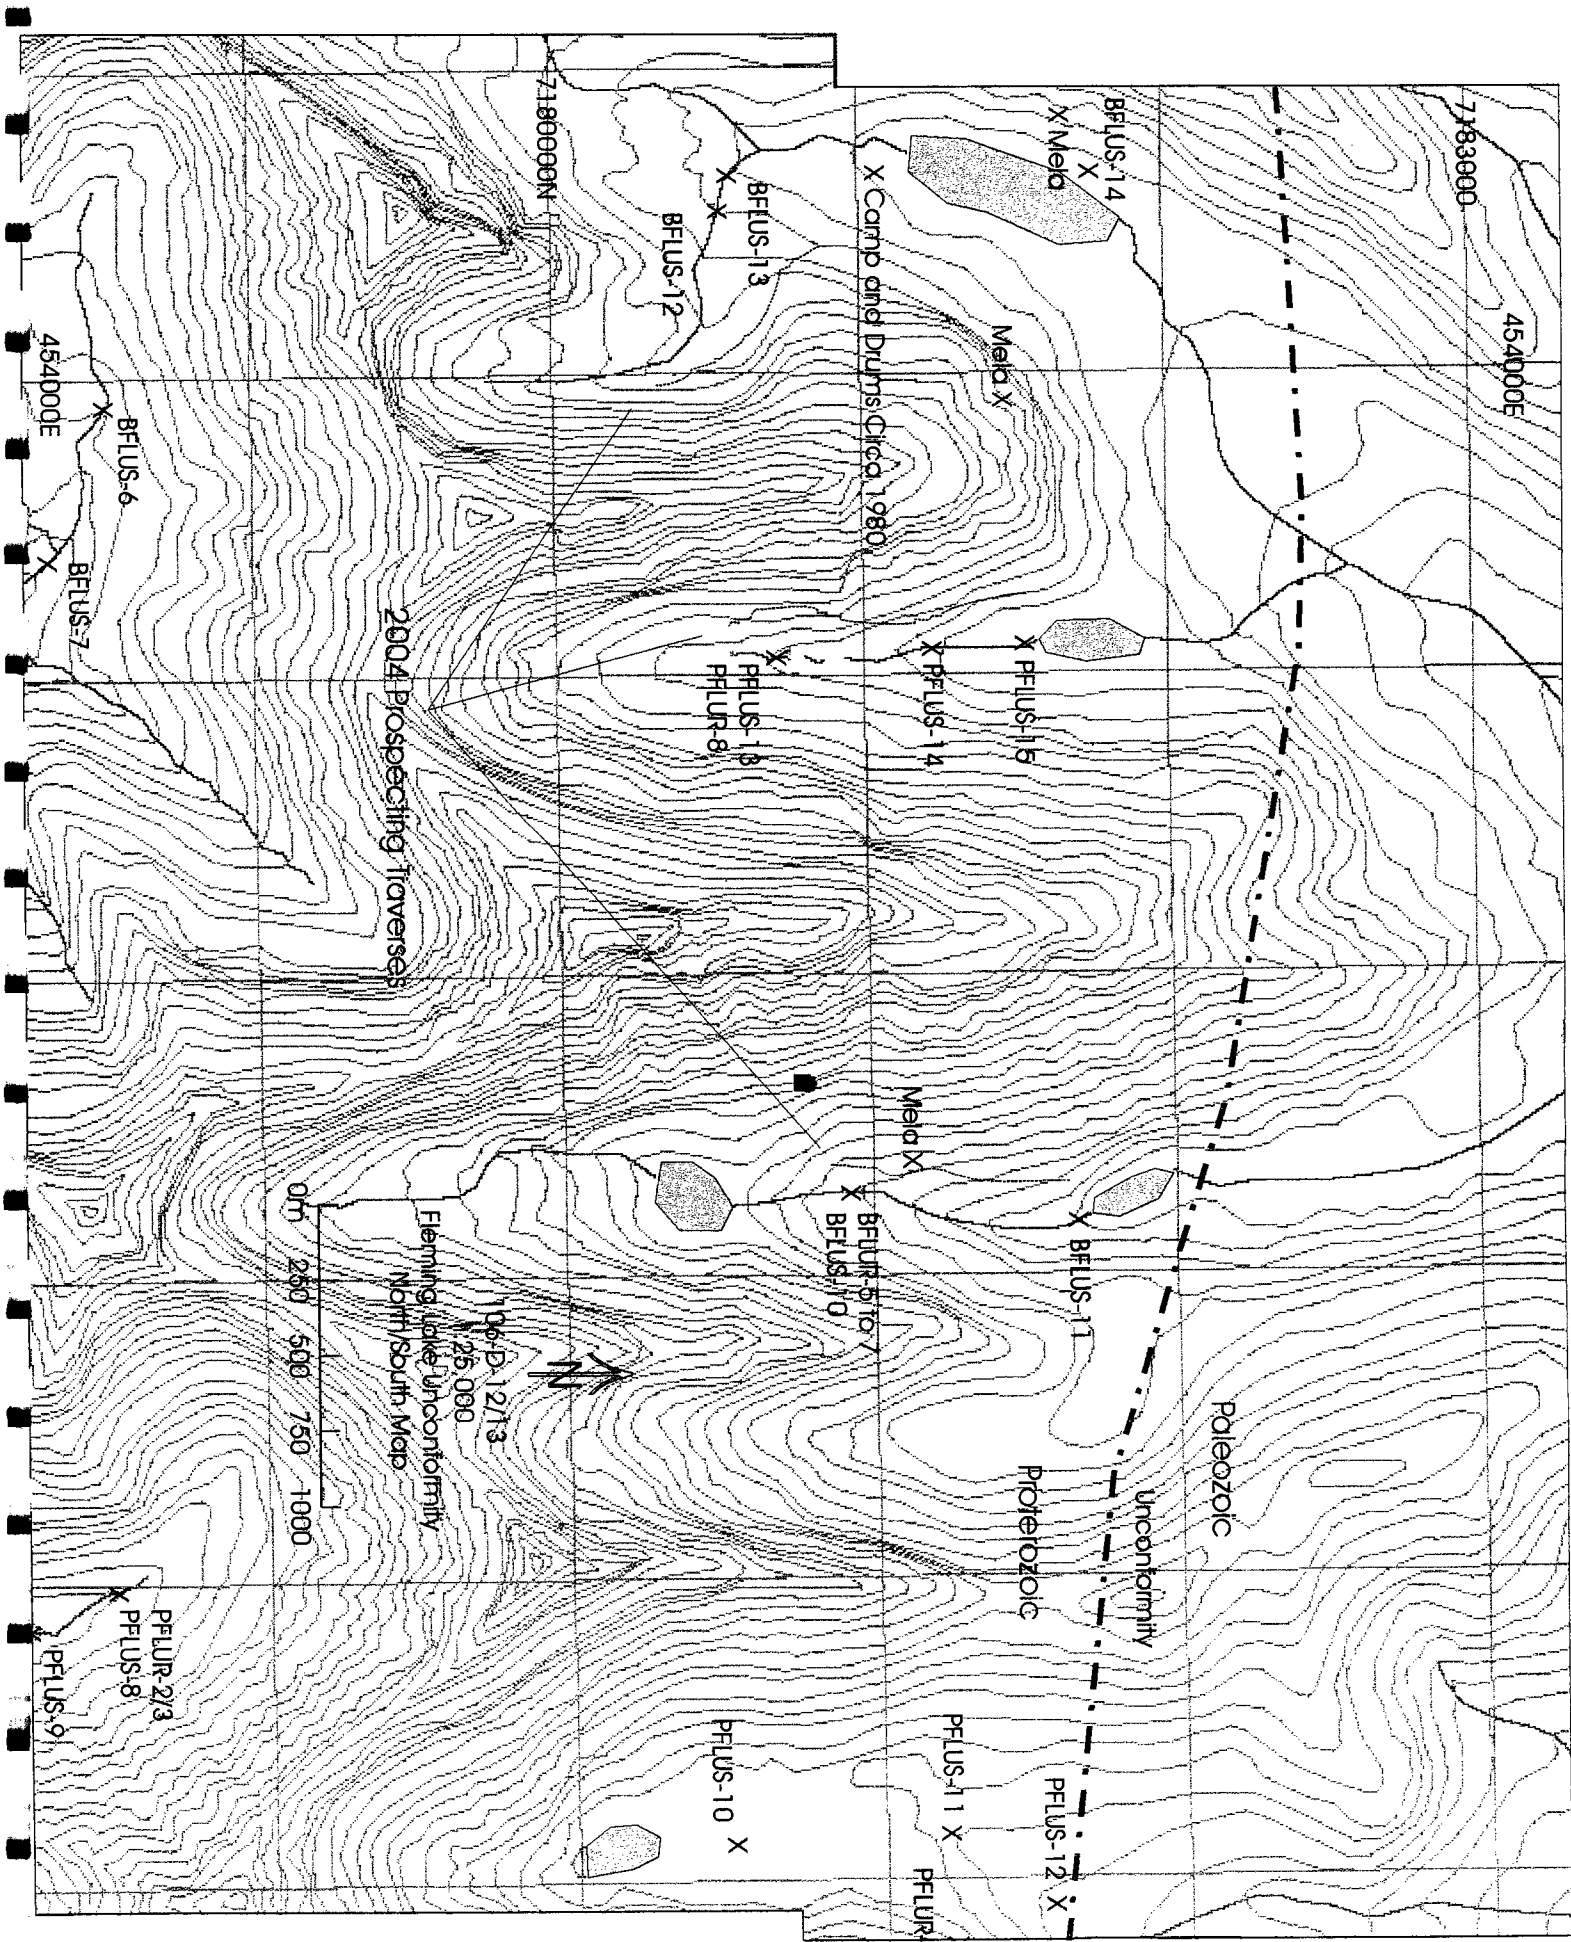 7183000
454000E
BFLUS-14
X Mela
Mela X
X Camp and Drums Circa 1980
BFLUS-13
BFLUS-12
7180000N
BFLUS-6
454000E
BFLUS-7
PFLUS-15
PFLUS-14
PFLUS-13
PFLUR-8
2004 Prospecting Traverses
Mela X
BFLUS-11
BFLUR-5 to 7
BFLUS-10
Paleozoic
Unconformity
Proterozoic
N
106-D-12/13
1:25,000
Fleming Lake Unconformity
North/South Map
0m 250 500 750 1000
PFLUS-12 X
PFLUS-11 X
PFLUR-
PFLUS-10 X
PFLUR-2/3
PFLUS-8
PFLUS-9